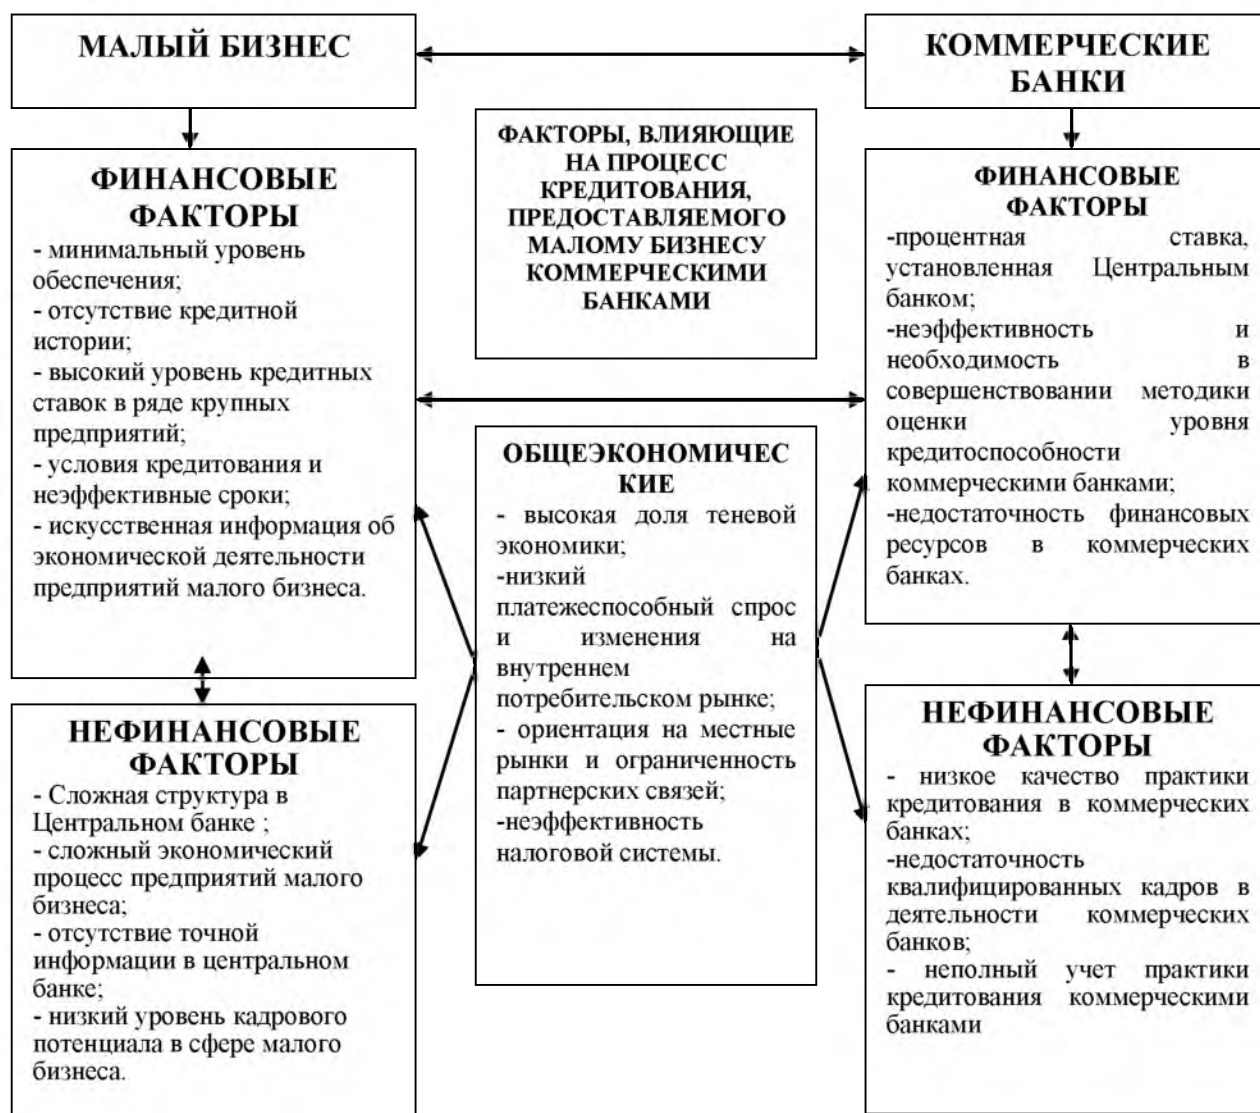 МАЛЫЙ БИЗНЕС
КОММЕРЧЕСКИЕ
БАНКИ
ФАКТОРЫ, ВЛИЯЮЩИЕ
НА ПРОЦЕСС
КРЕДИТОВАНИЯ,
ПРЕДОСТАВЛЯЕМОГО
МАЛОМУ БИЗНЕСУ
КОММЕРЧЕСКИМИ
БАНКАМИ
ФИНАНСОВЫЕ
ФАКТОРЫ
- минимальный уровень
обеспечения;
- отсутствие кредитной
истории;
- высокий уровень кредитных
ставок в ряде крупных
предприятий;
- условия кредитования и
неэффективные сроки;
- искусственная информация об
экономической деятельности
предприятий малого бизнеса.
ФИНАНСОВЫЕ
ФАКТОРЫ
-процентная ставка,
установленная Центральным
банком;
-неэффективность и
необходимость в
совершенствовании методики
оценки уровня
кредитоспособности
коммерческими банками;
-недостаточность финансовых
ресурсов в коммерческих
банках.
ОБЩЕЭКОНОМИЧЕС
КИЕ
- высокая доля теневой
экономики;
-низкий
платежеспособный спрос
и изменения на
внутреннем
потребительском рынке;
- ориентация на местные
рынки и ограниченность
партнерских связей;
-неэффективность
налоговой системы.
НЕФИНАНСОВЫЕ
ФАКТОРЫ
- Сложная структура в
Центральном банке ;
- сложный экономический
процесс предприятий малого
бизнеса;
- отсутствие точной
информации в центральном
банке;
- низкий уровень кадрового
потенциала в сфере малого
бизнеса.
НЕФИНАНСОВЫЕ
ФАКТОРЫ
- низкое качество практики
кредитования в коммерческих
банках;
-недостаточность
квалифицированных кадров в
деятельности коммерческих
банков;
- неполный учет практики
кредитования коммерческими
банками